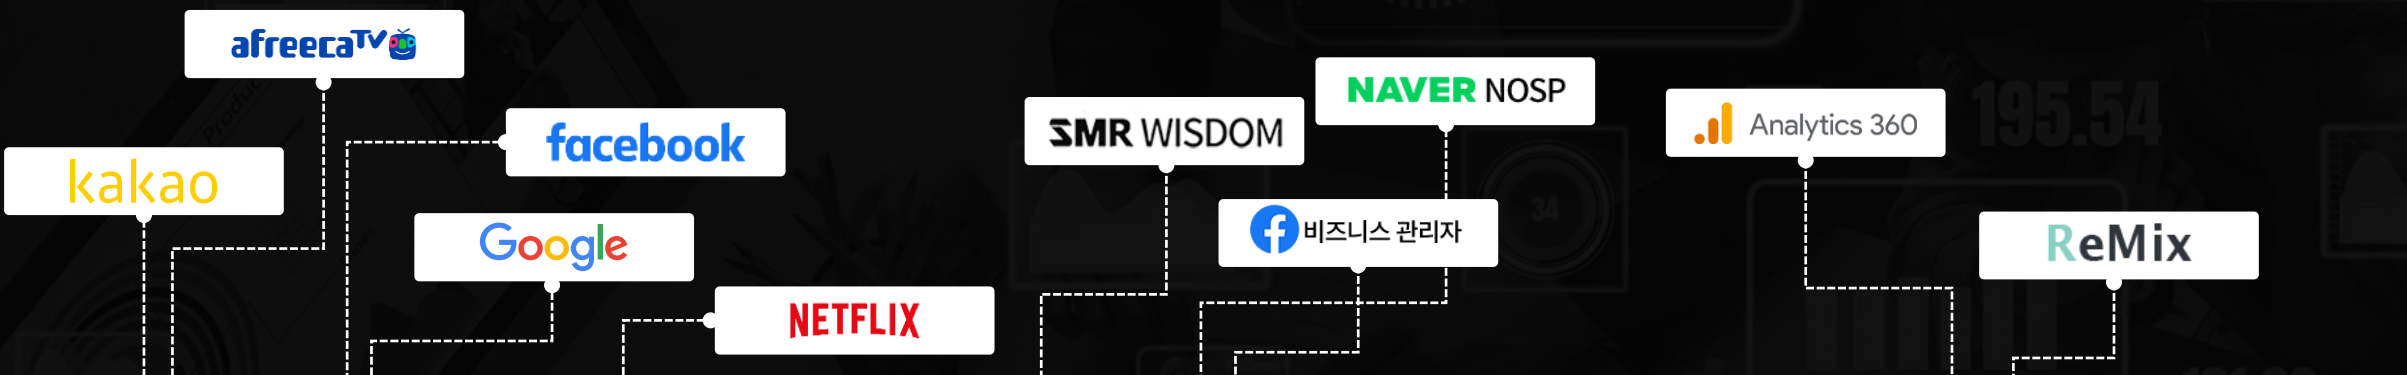 afreecaTV
kakao
facebook
Google
NETFLIX
SMR WISDOM
NAVER NOSP
비즈니스 관리자
Analytics 360
ReMix
195.54
34
Produc